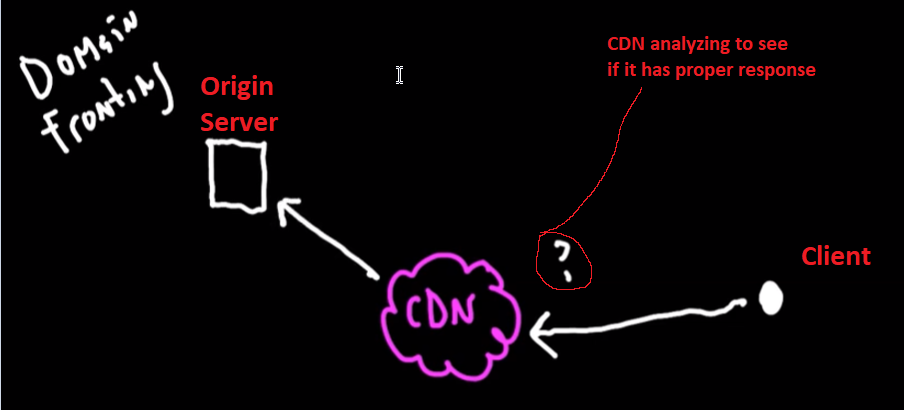 Domain
Fronting
Origin
Server
CDN analyzing to see
if it has proper response
?
CDN
Client